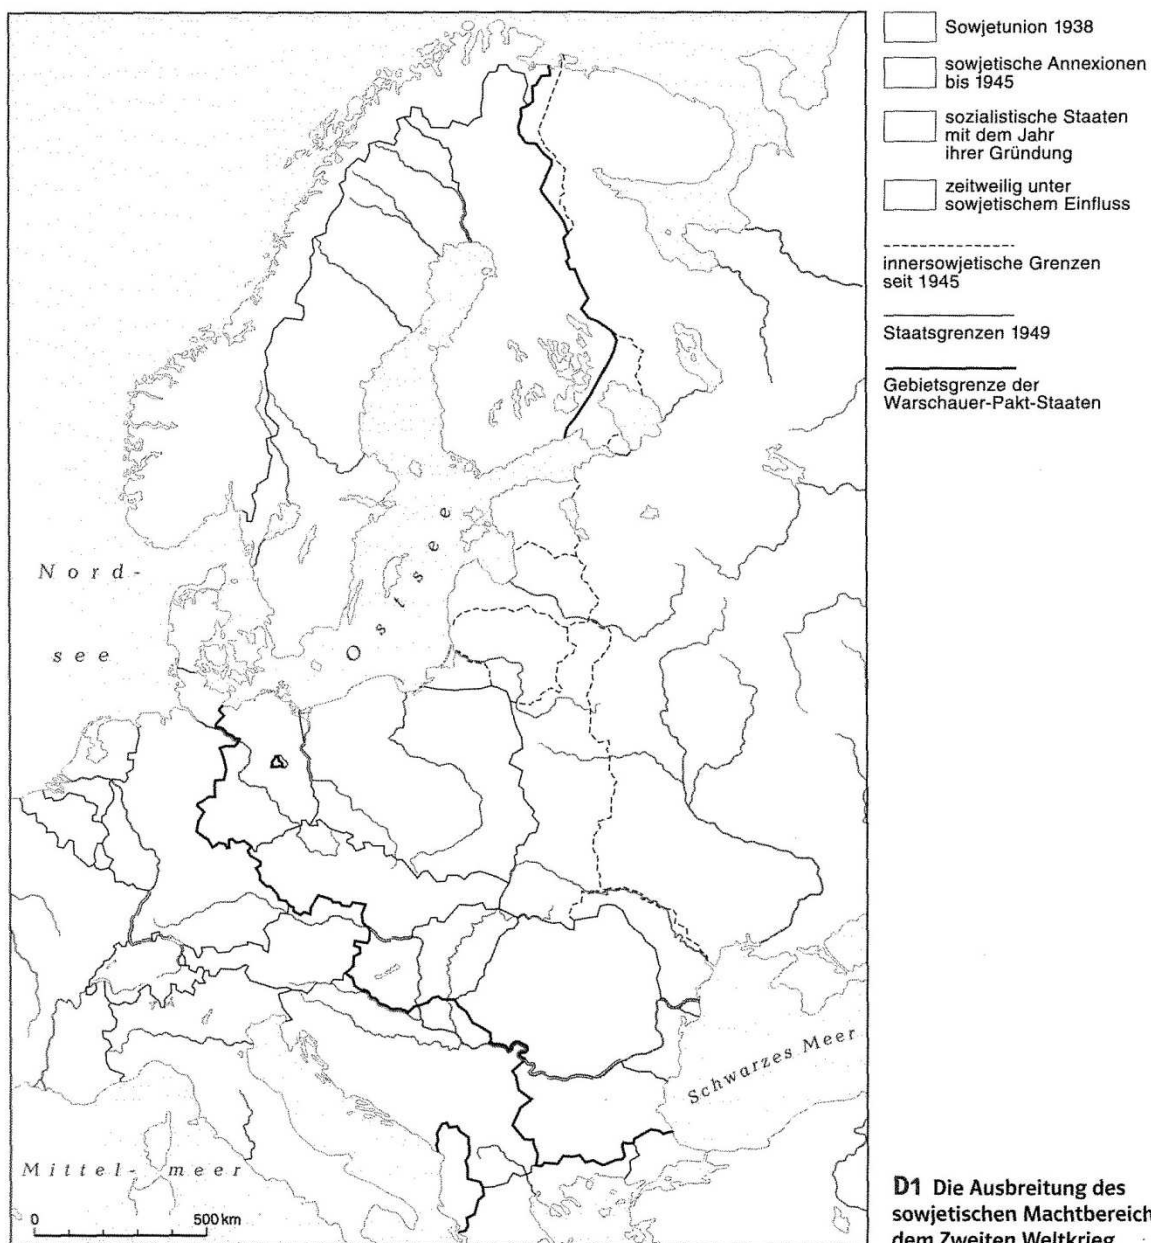 Sowjetunion 1938
sowjetische Annexionen
bis 1945
sozialistische Staaten
mit dem Jahr
ihrer Gründung
zeitweilig unter
sowjetischem Einfluss
innersowjetische Grenzen
seit 1945
Staatsgrenzen 1949
Gebietsgrenze der
Warschauer-Pakt-Staaten
Nord-
see
Ostsee
Schwarzes Meer
Mittel-meer
0 500 km
D1 Die Ausbreitung des
sowjetischen Machtbereich
dem Zweiten Weltkrieg